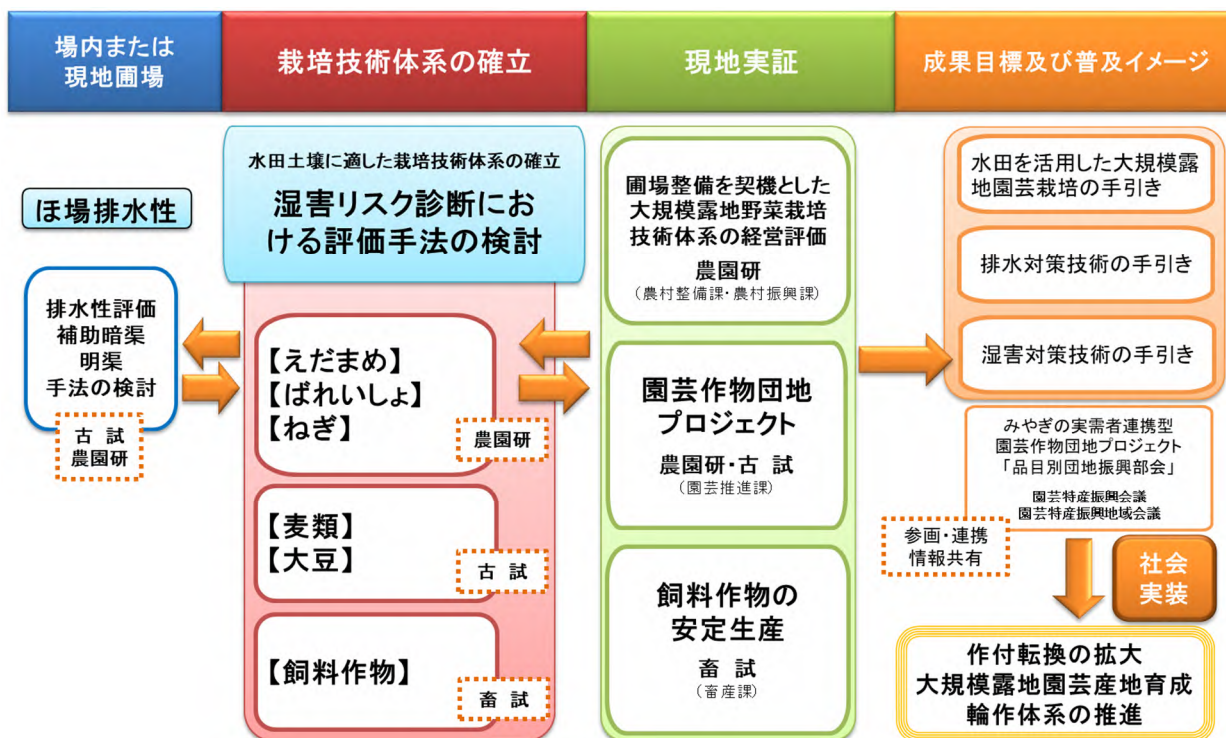 場内または
現地圃場
栽培技術体系の確立
現地実証
成果目標及び普及イメージ
ほ場排水性
排水性評価
補助暗渠
明渠
手法の検討
古 試
農園研
水田土壌に適した栽培技術体系の確立
湿害リスク診断にお
ける評価手法の検討
【えだまめ】
【ばれいしょ】
【ねぎ】
農園研
【麦類】
【大豆】
古 試
【飼料作物】
畜 試
圃場整備を契機とした
大規模露地野菜栽培
技術体系の経営評価
農園研
（農村整備課・農村振興課）
園芸作物団地
プロジェクト
農園研・古 試
（園芸推進課）
飼料作物の
安定生産
畜 試
（畜産課）
水田を活用した大規模露
地園芸栽培の手引き
排水対策技術の手引き
湿害対策技術の手引き
みやぎの実需者連携型
園芸作物団地プロジェクト
「品目別団地振興部会」
園芸特産振興会議
園芸特産振興地域会議
参画・連携
情報共有
社会
実装
作付転換の拡大
大規模露地園芸産地育成
輪作体系の推進